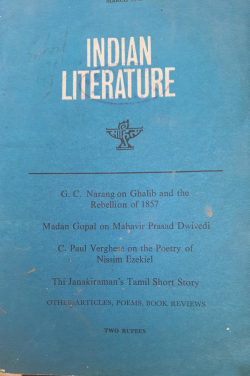 MARCH
INDIAN
LITERATURE
G. C. Narang on Ghalib and the
Rebellion of 1857
Madan Gopal on Mahavir Prasad Dwivedi
C. Paul Verghese on the Poetry of
Nissim Ezekiel
Thi Janakiraman's Tamil Short Story
OTHER ARTICLES, POEMS, BOOK REVIEWS
TWO RUPEES